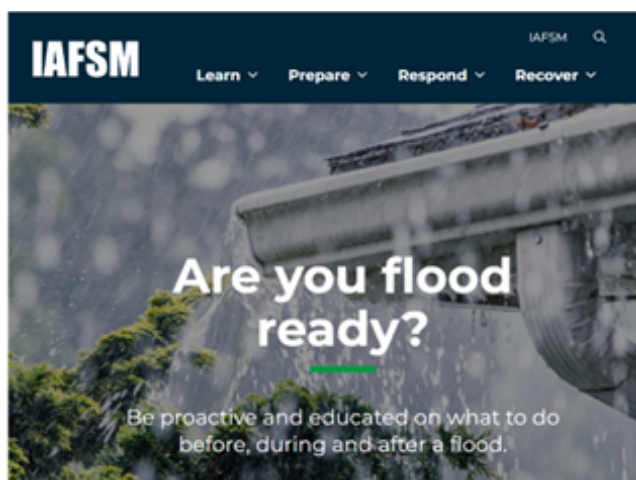 IAFSM
IAFSM
Learn Prepare Respond Recover
Are you flood
ready?
Be proactive and educated on what to do
before, during and after a flood.